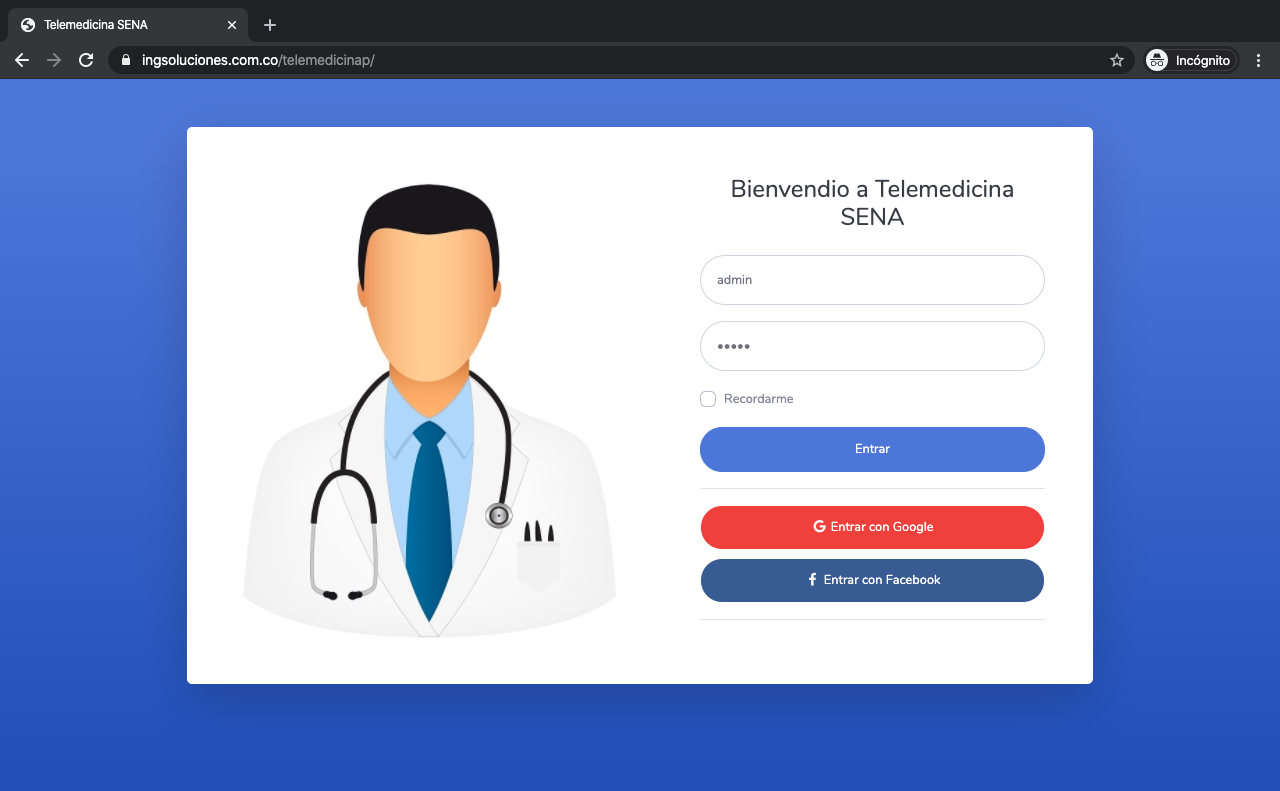 Telemedicina SENA
ingsoluciones.com.co/telemedicinap/
Incógnito
Bienvendio a Telemedicina
SENA
admin
•••••
Recordarme
Entrar
Entrar con Google
Entrar con Facebook